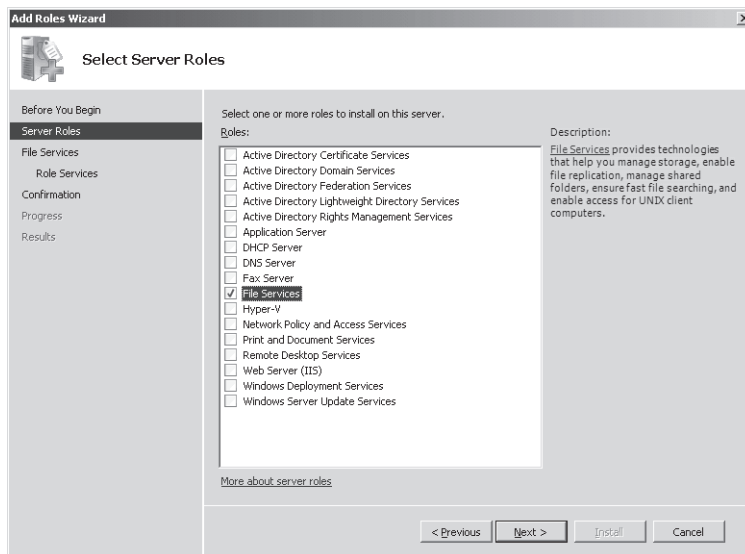 Add Roles Wizard
Select Server Roles
Before You Begin
Server Roles
File Services
Role Services
Confirmation
Progress
Results
Select one or more roles to install on this server.
Roles:
Active Directory Certificate Services
Active Directory Domain Services
Active Directory Federation Services
Active Directory Lightweight Directory Services
Active Directory Rights Management Services
Application Server
DHCP Server
DNS Server
Fax Server
File Services
Hyper-V
Network Policy and Access Services
Print and Document Services
Remote Desktop Services
Web Server (IIS)
Windows Deployment Services
Windows Server Update Services
More about server roles
Description:
File Services provides technologies
that help you manage storage, enable
file replication, manage shared
folders, ensure fast file searching, and
enable access for UNIX client
computers.
< Previous
Next >
Install
Cancel